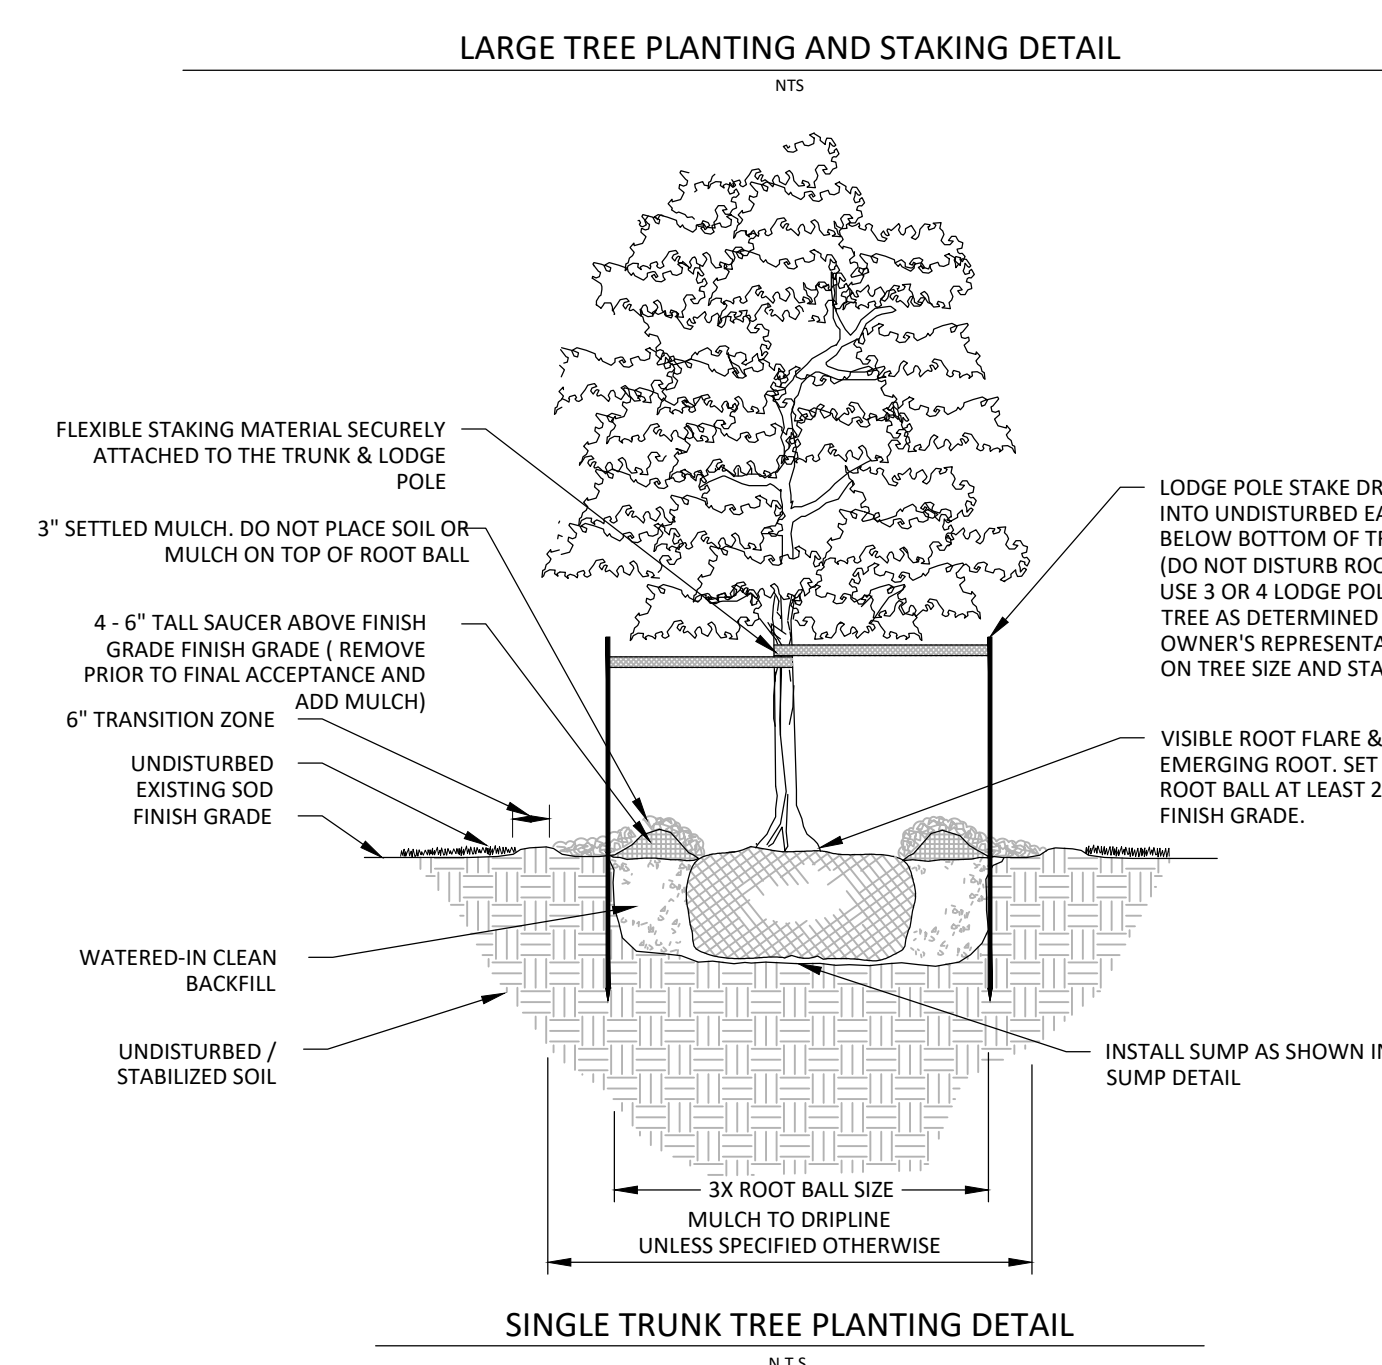 LARGE TREE PLANTING AND STAKING DETAIL
NTS
FLEXIBLE STAKING MATERIAL SECURELY
ATTACHED TO THE TRUNK & LODGE
POLE
3" SETTLED MULCH. DO NOT PLACE SOIL OR
MULCH ON TOP OF ROOT BALL
4 - 6" TALL SAUCER ABOVE FINISH
GRADE FINISH GRADE ( REMOVE
PRIOR TO FINAL ACCEPTANCE AND
ADD MULCH)
6" TRANSITION ZONE
UNDISTURBED
EXISTING SOD
FINISH GRADE
WATERED-IN CLEAN
BACKFILL
UNDISTURBED /
STABILIZED SOIL
LODGE POLE STAKE
INTO UNDISTURBED
BELOW BOTTOM OF
(DO NOT DISTURB
USE 3 OR 4 LODGE
TREE AS DETERMINED
OWNER'S
ON TREE SIZE AND
VISIBLE ROOT FLARE &
EMERGING ROOT. SET
ROOT BALL AT LEAST 2
FINISH GRADE.
INSTALL SUMP AS SHOWN
SUMP DETAIL
3X ROOT BALL SIZE
MULCH TO DRIPLINE
UNLESS SPECIFIED OTHERWISE
SINGLE TRUNK TREE PLANTING DETAIL
N.T.S.